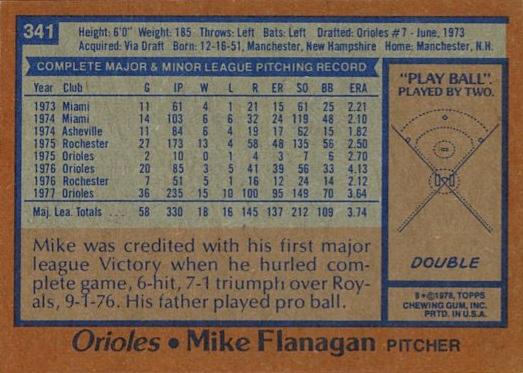 341
Height: 6'0" Weight: 185 Throws: Left Bats: Left Drafted: Orioles #7 - June, 1973
Acquired: Via Draft Born: 12-16-51, Manchester, New Hampshire Home: Manchester, N.H.
COMPLETE MAJOR & MINOR LEAGUE PITCHING RECORD
Year Club G IP W L R ER SO BB ERA
1973 Miami 11 61 4 1 21 15 61 25 2.21
1974 Miami 14 103 6 6 32 24 119 48 2.10
1974 Asheville 11 84 6 4 19 17 62 15 1.82
1975 Rochester 27 173 13 4 58 48 135 56 2.50
1975 Orioles 2 10 0 1 4 3 7 6 2.70
1976 Orioles 20 85 3 5 41 39 56 33 4.13
1976 Rochester 7 51 5 1 16 12 24 14 2.12
1977 Orioles 36 235 15 10 100 95 149 70 3.64
Maj. Lea. Totals ... 58 330 18 16 145 137 212 109 3.74
Mike was credited with his first major
league Victory when he hurled com-
plete game, 6-hit, 7-1 triumph over Roy-
als, 9-1-76. His father played pro ball.
"PLAY BALL".
PLAYED BY TWO.
DOUBLE
©1978, TOPPS
CHEWING GUM, INC.
PRTD. IN U.S.A.
Orioles • Mike Flanagan PITCHER